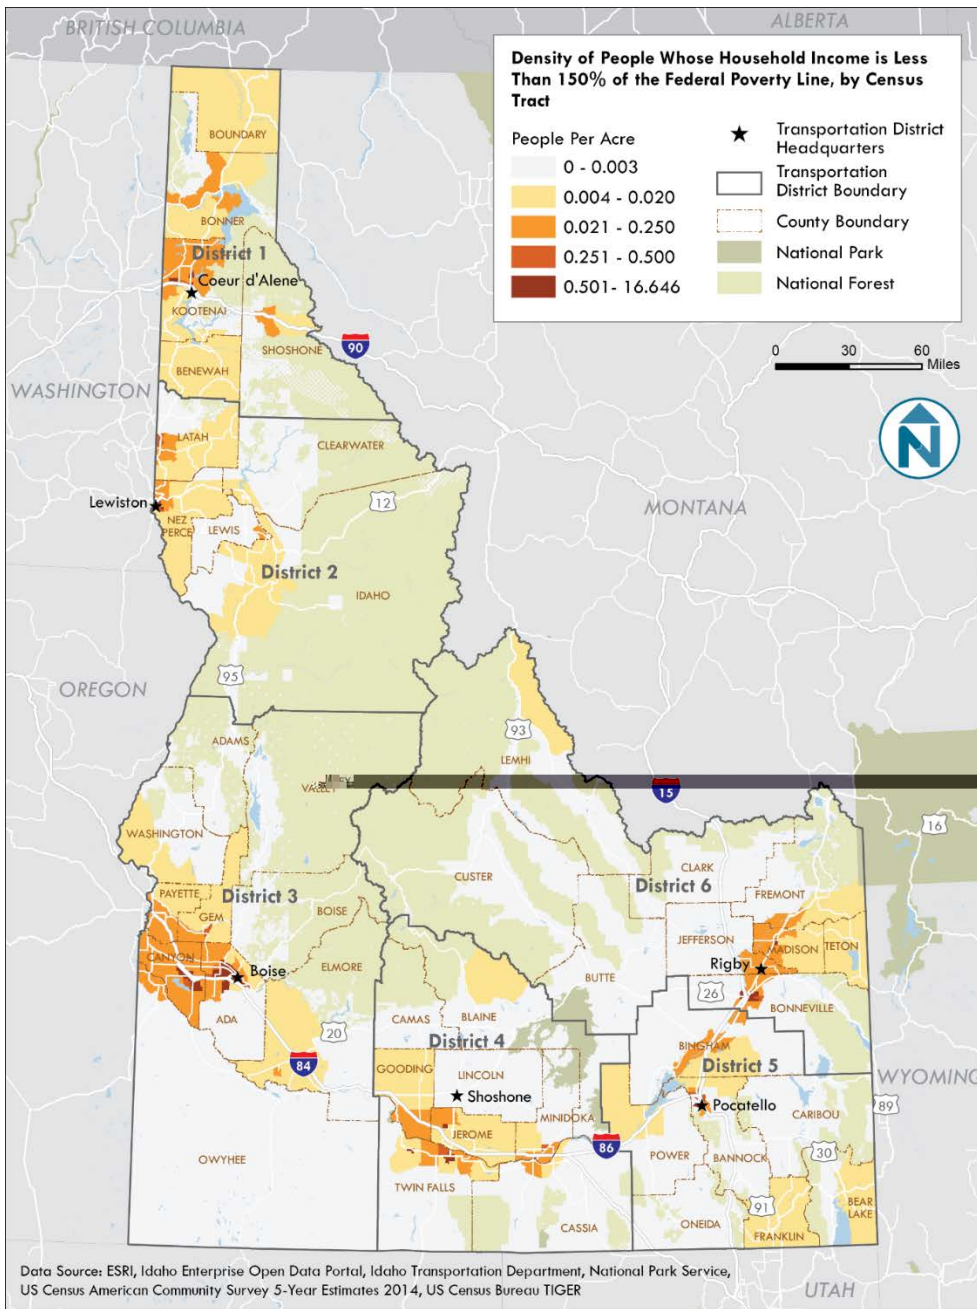 BRITISH COLUMBIA
ALBERTA
Density of People Whose Household Income is Less
Than 150% of the Federal Poverty Line, by Census
Tract
People Per Acre
0 - 0.003
0.004 - 0.020
0.021 - 0.250
0.251 - 0.500
0.501- 16.646
Transportation District
Headquarters
Transportation
District Boundary
County Boundary
National Park
National Forest
0 30 60
Miles
N
BOUNDARY
BONNER
District 1
Coeur d'Alene
KOOTENAI
SHOSHONE
90
BENEWAH
WASHINGTON
LATAH
CLEARWATER
Lewiston
12
NEZ
PERCE
LEWIS
MONTANA
District 2
IDAHO
95
OREGON
93
ADAMS
LEMHI
15
16
WASHINGTON
CLARK
CUSTER
District 6
FREMONT
PAYETTE
District 3
GEM
BOISE
JEFFERSON
MADISON
TETON
CANYON
Boise
ELMORE
BUTTE
Rigby
26
BONNEVILLE
ADA
20
CAMAS
BLAINE
District 4
BINGHAM
District 5
84
GOODING
LINCOLN
Shoshone
MINIDOKA
Pocatello
CARIBOU
WYOMING
89
JEROME
86
POWER
BANNOCK
30
OWYHEE
TWIN FALLS
CASSIA
ONEIDA
91
FRANKLIN
BEAR
LAKE
Data Source: ESRI, Idaho Enterprise Open Data Portal, Idaho Transportation Department, National Park Service,
US Census American Community Survey 5-Year Estimates 2014, US Census Bureau TIGER
UTAH